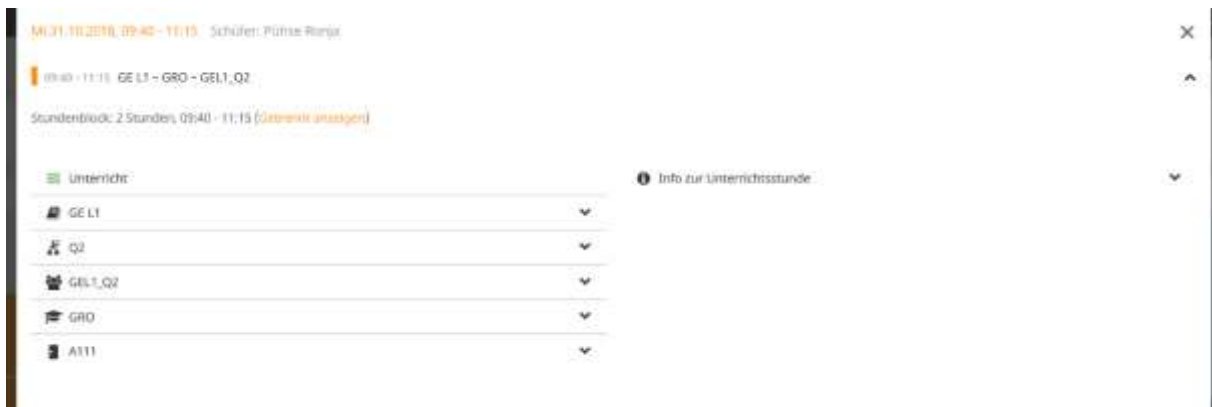 Mi 31.10.2018, 09:40 - 11:15 Schüler: Pühse Ronja
09:40 - 11:15 GE L1 – GRO – GEL1_Q2
Stundenblock: 2 Stunden, 09:40 - 11:15 (Getrennt anzeigen)
Unterricht
Info zur Unterrichtsstunde
GE L1
Q2
GEL1_Q2
GRO
A111